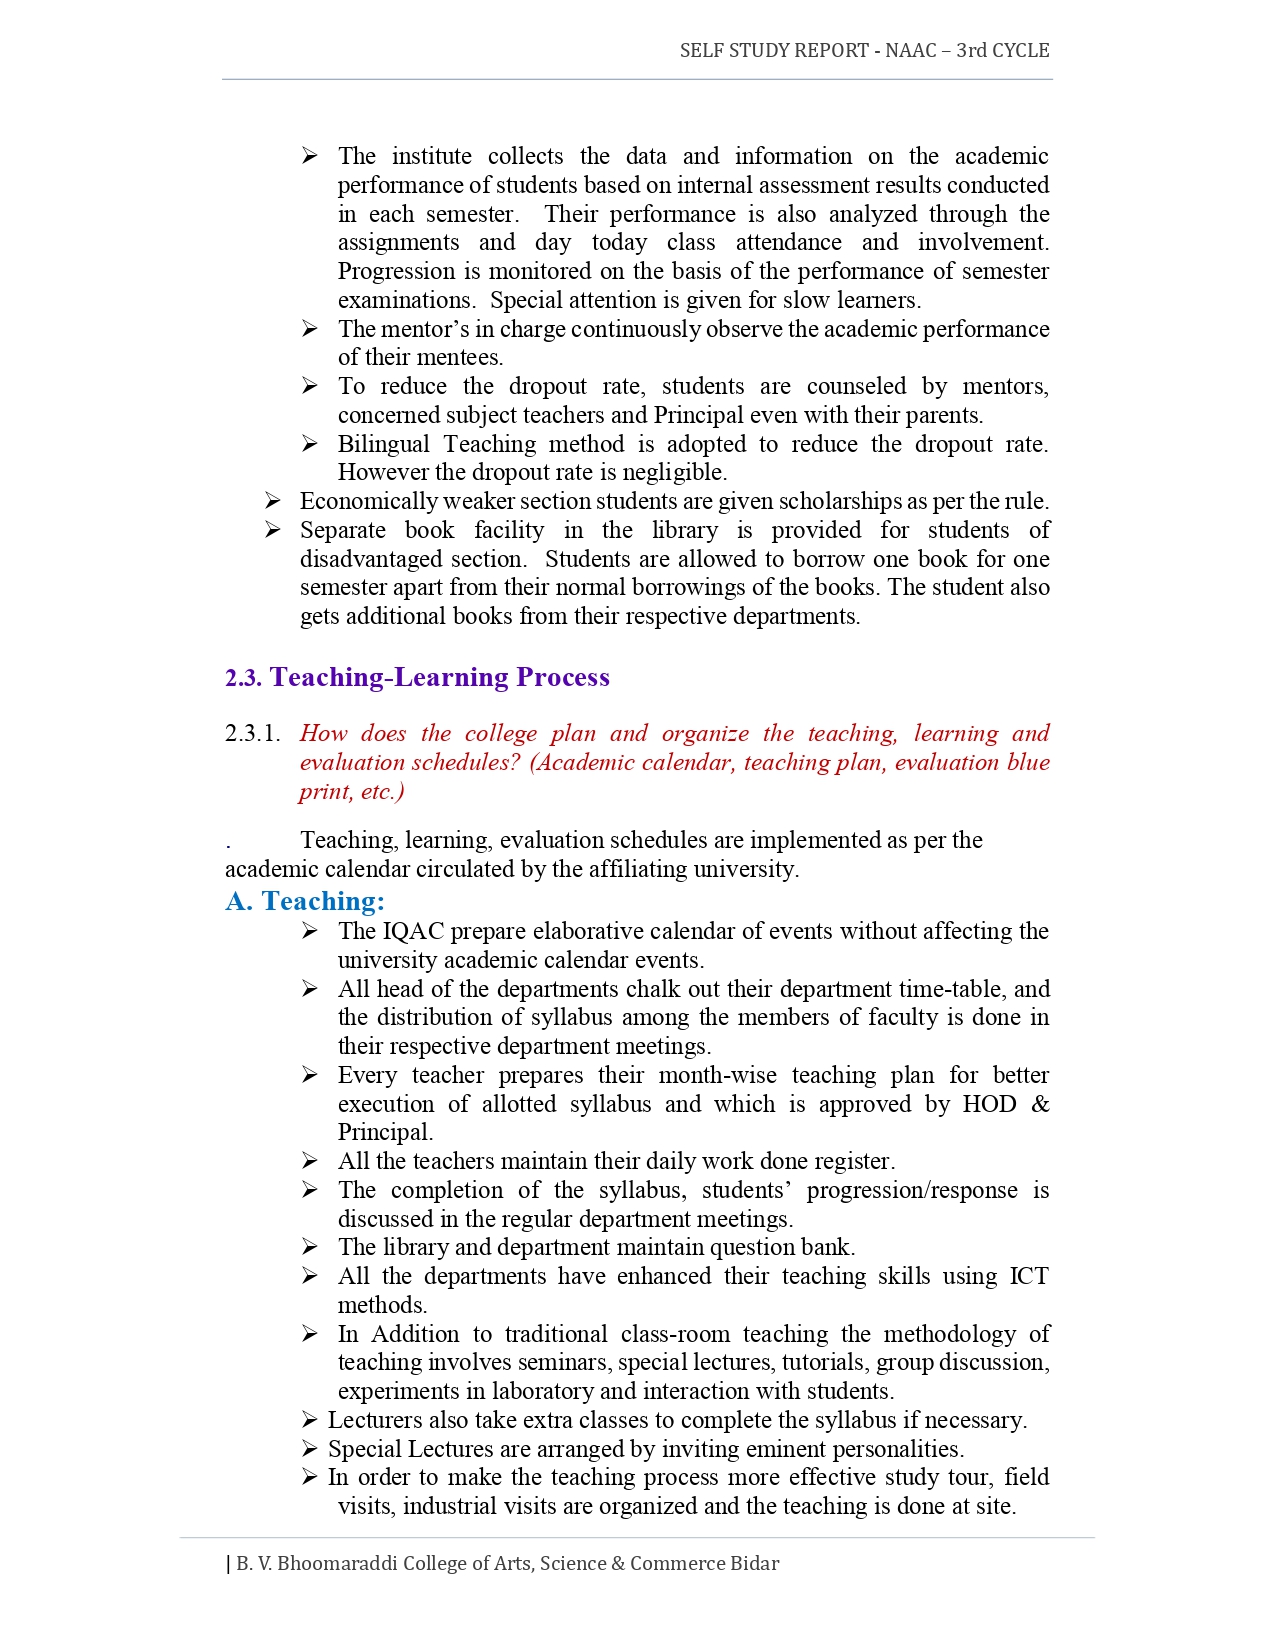 SELF STUDY REPORT - NAAC – 3rd CYCLE
➢ The institute collects the data and information on the academic
performance of students based on internal assessment results conducted
in each semester.  Their performance is also analyzed through the
assignments and day today class attendance and involvement.
Progression is monitored on the basis of the performance of semester
examinations.  Special attention is given for slow learners.
➢ The mentor’s in charge continuously observe the academic performance
of their mentees.
➢ To reduce the dropout rate, students are counseled by mentors,
concerned subject teachers and Principal even with their parents.
➢ Bilingual Teaching method is adopted to reduce the dropout rate.
However the dropout rate is negligible.
➢ Economically weaker section students are given scholarships as per the rule.
➢ Separate book facility in the library is provided for students of
disadvantaged section.  Students are allowed to borrow one book for one
semester apart from their normal borrowings of the books. The student also
gets additional books from their respective departments.
2.3. Teaching-Learning Process
2.3.1. How does the college plan and organize the teaching, learning and
evaluation schedules? (Academic calendar, teaching plan, evaluation blue
print, etc.)
. Teaching, learning, evaluation schedules are implemented as per the
academic calendar circulated by the affiliating university.
A. Teaching:
➢ The IQAC prepare elaborative calendar of events without affecting the
university academic calendar events.
➢ All head of the departments chalk out their department time-table, and
the distribution of syllabus among the members of faculty is done in
their respective department meetings.
➢ Every teacher prepares their month-wise teaching plan for better
execution of allotted syllabus and which is approved by HOD &
Principal.
➢ All the teachers maintain their daily work done register.
➢ The completion of the syllabus, students’ progression/response is
discussed in the regular department meetings.
➢ The library and department maintain question bank.
➢ All the departments have enhanced their teaching skills using ICT
methods.
➢ In Addition to traditional class-room teaching the methodology of
teaching involves seminars, special lectures, tutorials, group discussion,
experiments in laboratory and interaction with students.
➢ Lecturers also take extra classes to complete the syllabus if necessary.
➢ Special Lectures are arranged by inviting eminent personalities.
➢ In order to make the teaching process more effective study tour, field
visits, industrial visits are organized and the teaching is done at site.
| B. V. Bhoomaraddi College of Arts, Science & Commerce Bidar